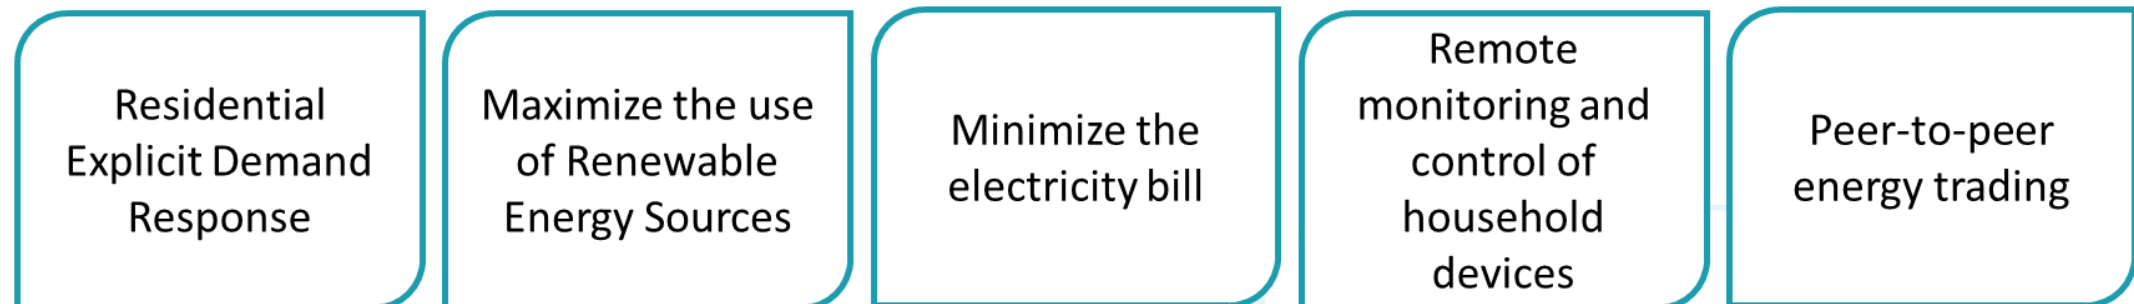 Residential
Explicit Demand
Response
Maximize the use
of Renewable
Energy Sources
Minimize the
electricity bill
Remote
monitoring and
control of
household
devices
Peer-to-peer
energy trading